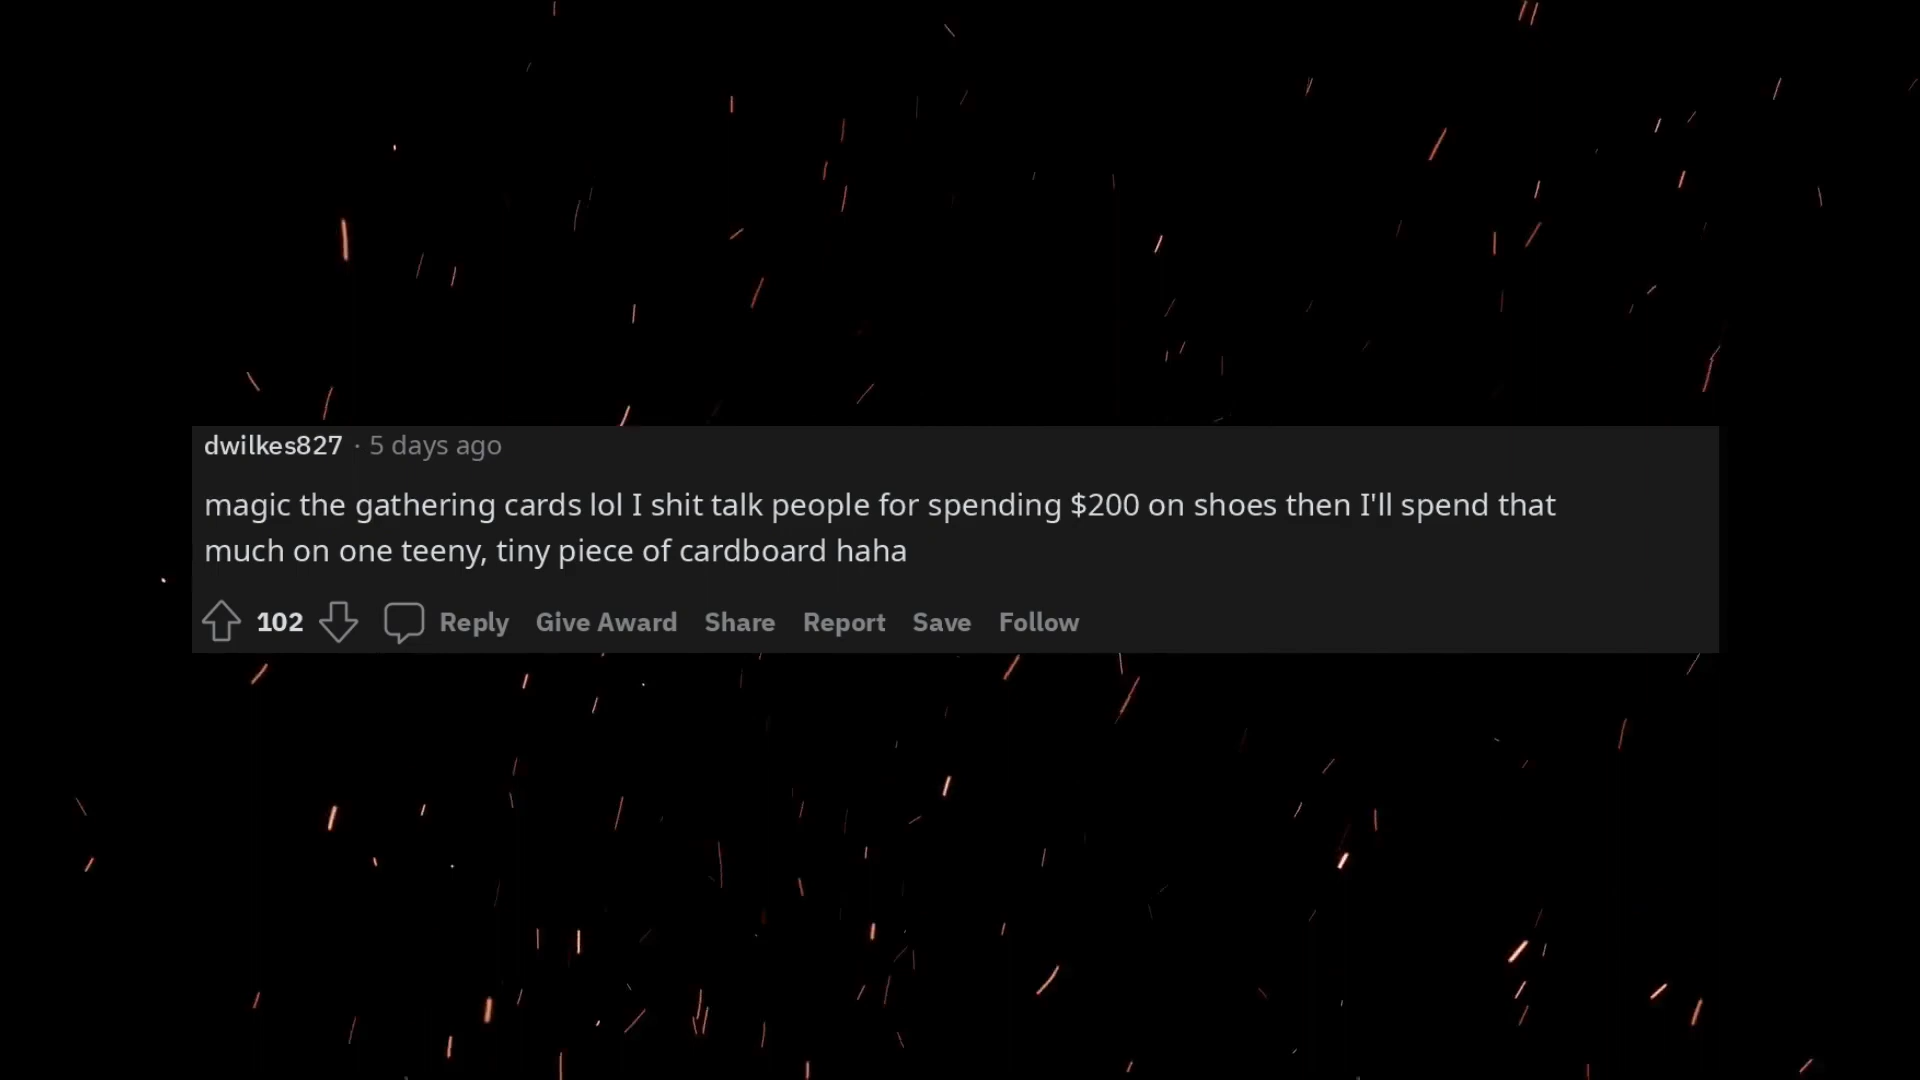 dwilkes827 · 5 days ago
magic the gathering cards lol I shit talk people for spending $200 on shoes then I'll spend that
much on one teeny, tiny piece of cardboard haha
102 Reply Give Award Share Report Save Follow